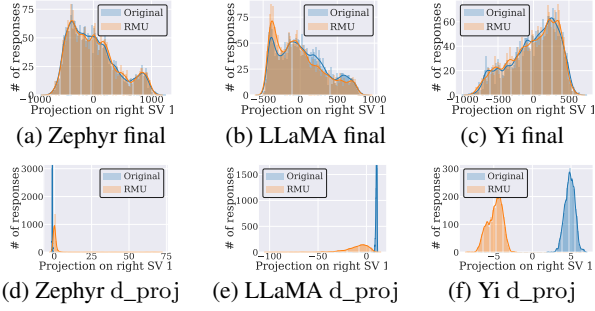 75
50
25
0
# of responses
Original
RMU
−1000
0
1000
Projection on right SV 1
(a) Zephyr final
75
50
25
0
# of responses
Original
RMU
−500
0
500
1000
Projection on right SV 1
(b) LLaMA final
60
40
20
0
# of responses
Original
RMU
−1000
−500
0
500
Projection on right SV 1
(c) Yi final
3000
2000
1000
0
# of responses
Original
RMU
0
25
50
75
Projection on right SV 1
(d) Zephyr d_proj
1500
1000
500
0
# of responses
Original
RMU
−100
−50
0
Projection on right SV 1
(e) LLaMA d_proj
300
200
100
0
# of responses
Original
RMU
−5
0
5
Projection on right SV 1
(f) Yi d_proj